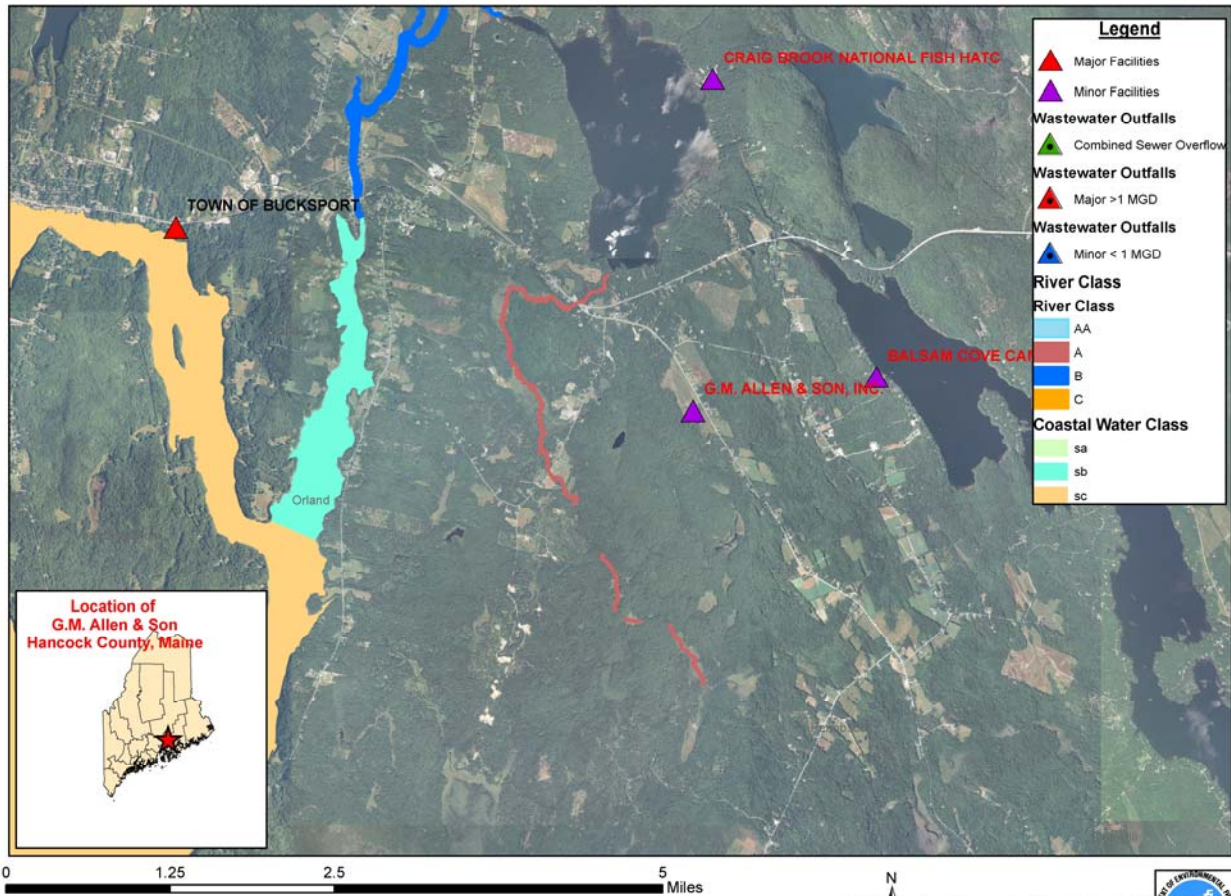 CRAIG BROOK NATIONAL FISH HATC
TOWN OF BUCKSPORT
BALSAM COVE CAM
G.M. ALLEN & SON, INC.
Orland
Legend
Major Facilities
Minor Facilities
Wastewater Outfalls
Combined Sewer Overflow
Wastewater Outfalls
Major >1 MGD
Wastewater Outfalls
Minor < 1 MGD
River Class
River Class
AA
A
B
C
Coastal Water Class
sa
sb
sc
Location of
G.M. Allen & Son
Hancock County, Maine
0 1.25 2.5 5
Miles
N